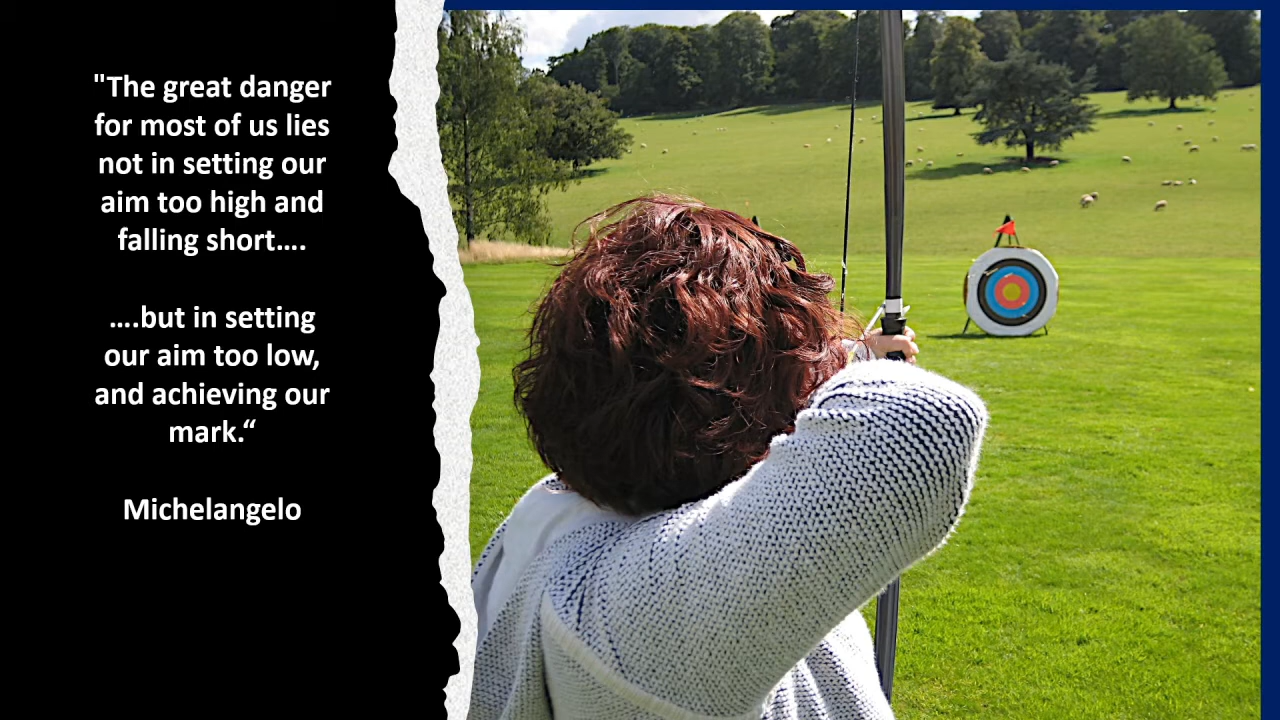 "The great danger
for most of us lies
not in setting our
aim too high and
falling short….
….but in setting
our aim too low,
and achieving our
mark.“
Michelangelo